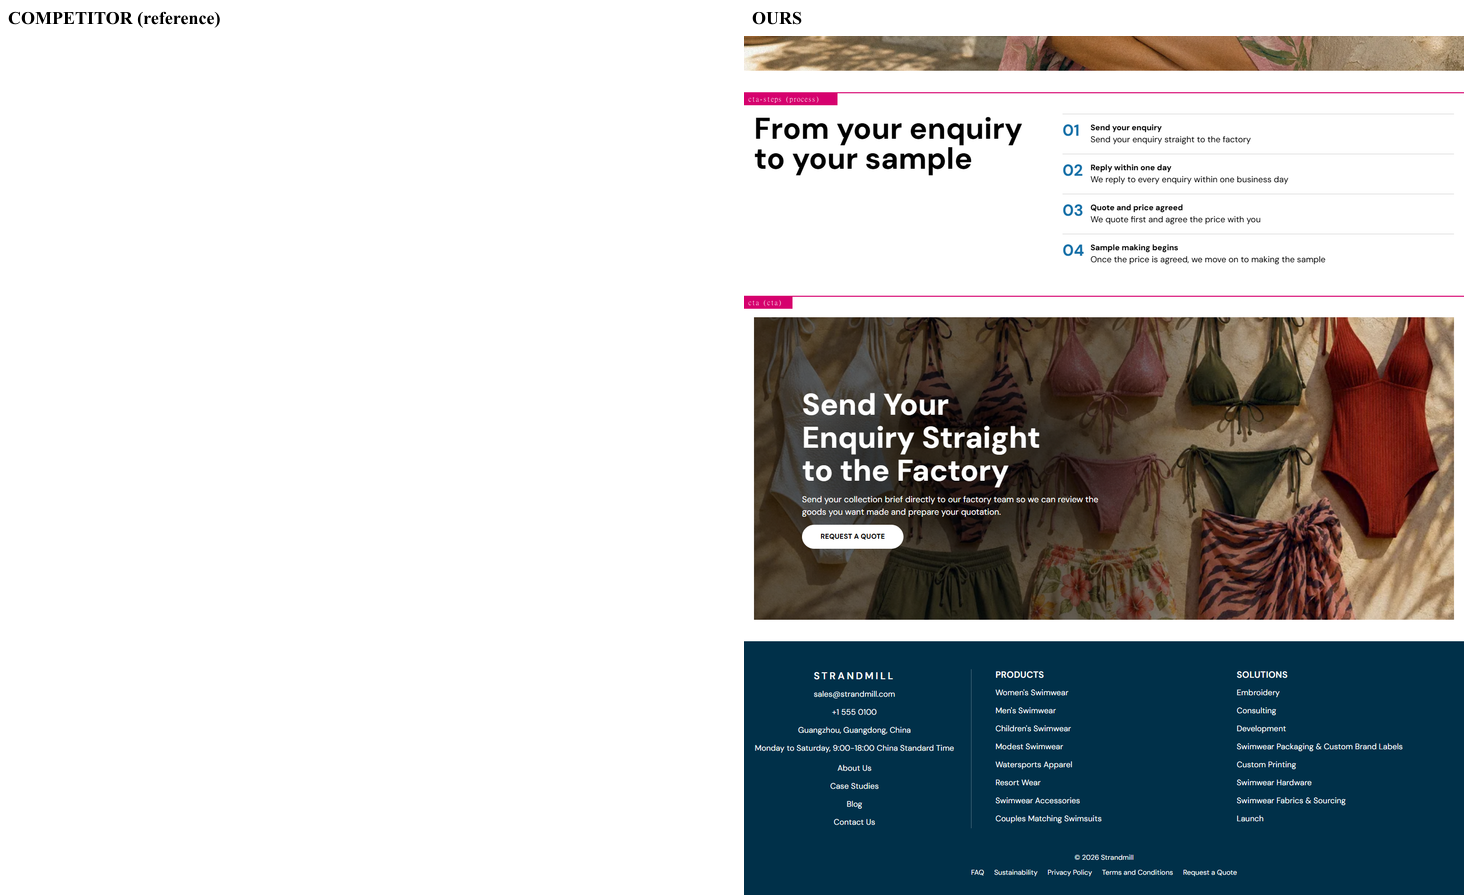 COMPETITOR (reference)
OURS
cta-steps (process)
From your enquiry
to your sample
01
Send your enquiry
Send your enquiry straight to the factory
02
Reply within one day
We reply to every enquiry within one business day
03
Quote and price agreed
We quote first and agree the price with you
04
Sample making begins
Once the price is agreed, we move on to making the sample
cta (cta)
Send Your
Enquiry Straight
to the Factory
Send your collection brief directly to our factory team so we can review the
goods you want made and prepare your quotation.
REQUEST A QUOTE
STRANDMILL
sales@strandmill.com
+1 555 0100
Guangzhou, Guangdong, China
Monday to Saturday, 9:00-18:00 China Standard Time
About Us
Case Studies
Blog
Contact Us
PRODUCTS
Women's Swimwear
Men's Swimwear
Children's Swimwear
Modest Swimwear
Watersports Apparel
Resort Wear
Swimwear Accessories
Couples Matching Swimsuits
SOLUTIONS
Embroidery
Consulting
Development
Swimwear Packaging & Custom Brand Labels
Custom Printing
Swimwear Hardware
Swimwear Fabrics & Sourcing
Launch
© 2026 Strandmill
FAQ Sustainability Privacy Policy Terms and Conditions Request a Quote